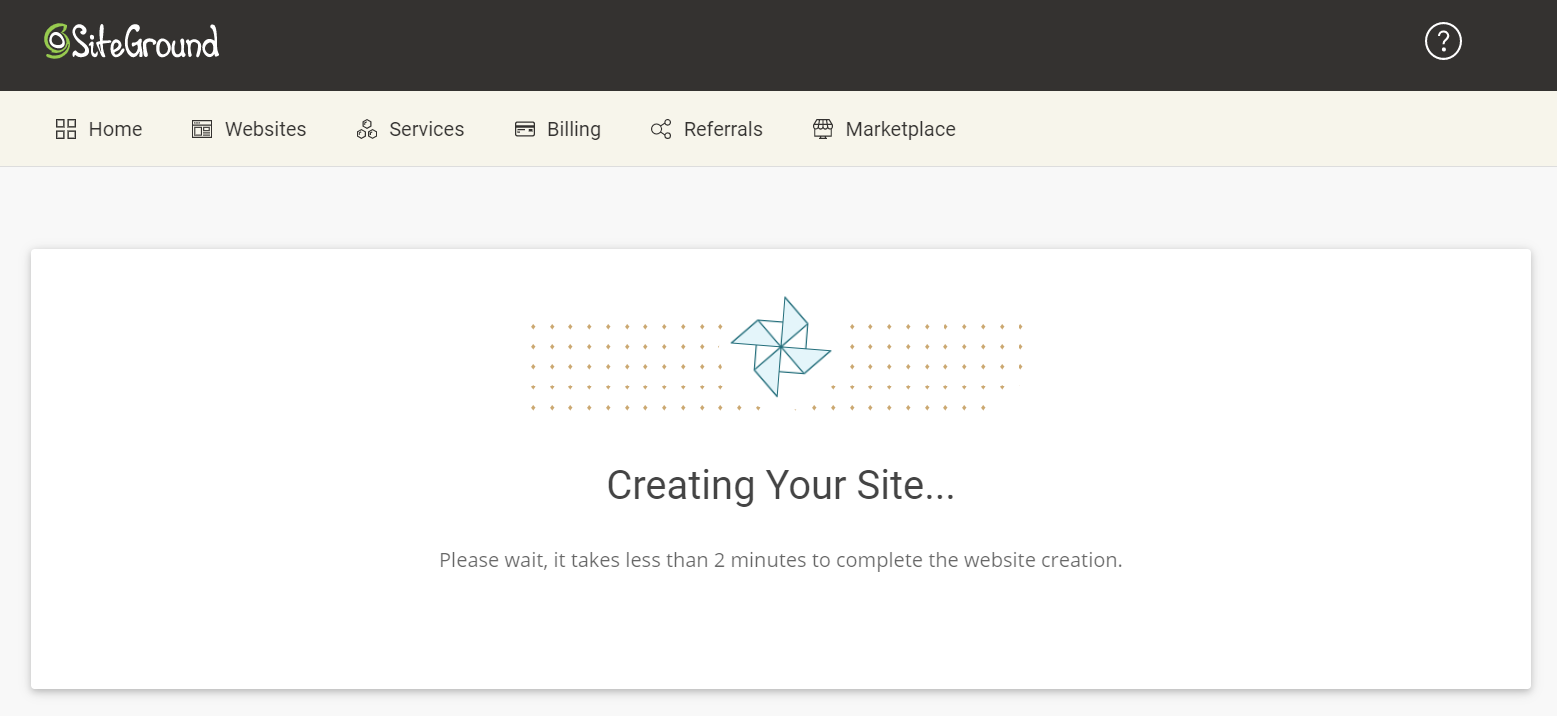 SiteGround
?
Home Websites Services Billing Referrals Marketplace
Creating Your Site...
Please wait, it takes less than 2 minutes to complete the website creation.